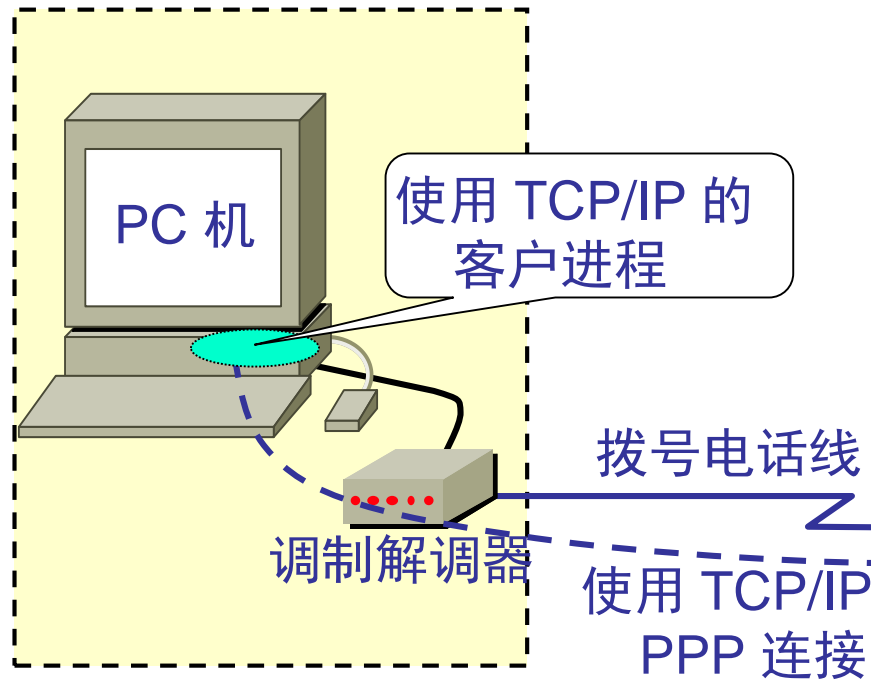 PC 机
使用 TCP/IP 的
客户进程
拨号电话线
调制解调器
使用 TCP/IP
PPP 连接